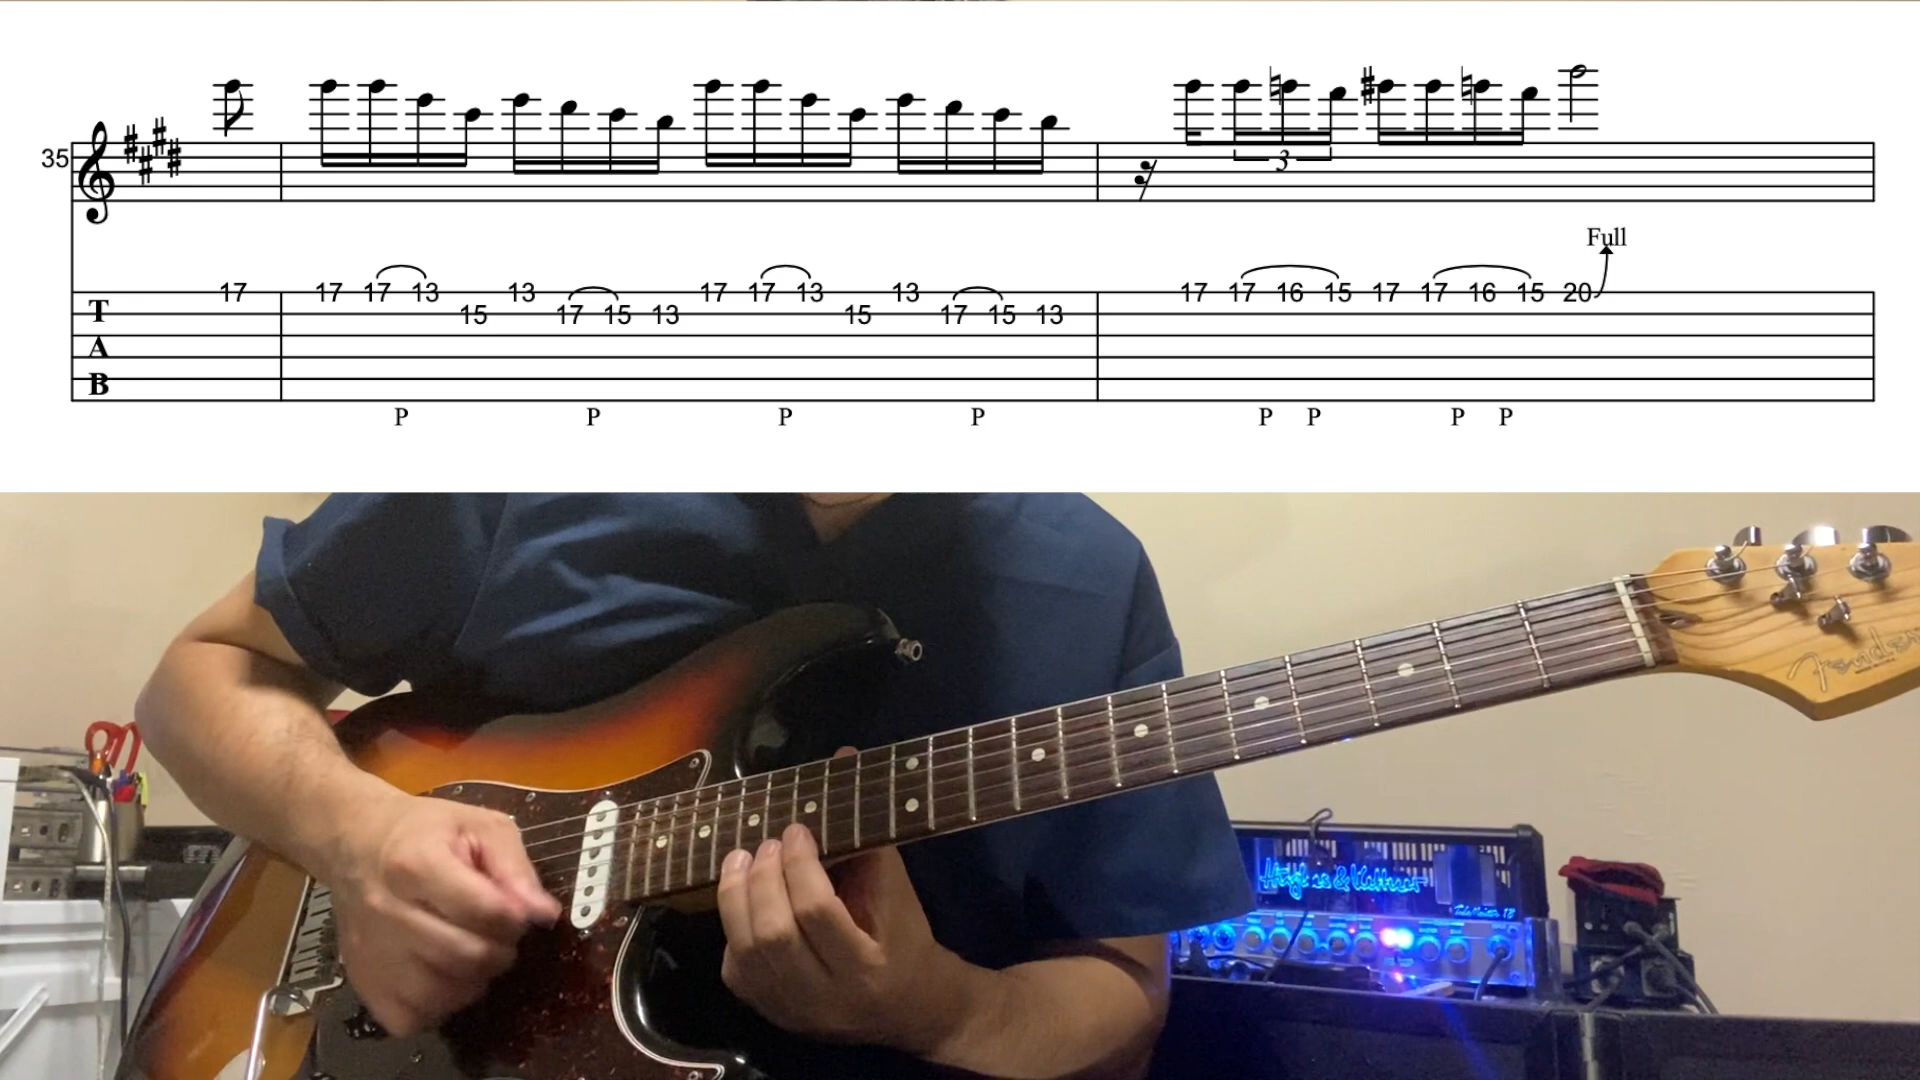 35
3
Full
17 17 17 13 13 17 17 13 13 17 17 16 15 17 17 16 15 20
T 15 17 15 13 15 17 15 13
A
B
P P P P P P P P
Fender
Hughes & Kettner
TubeMeister 18